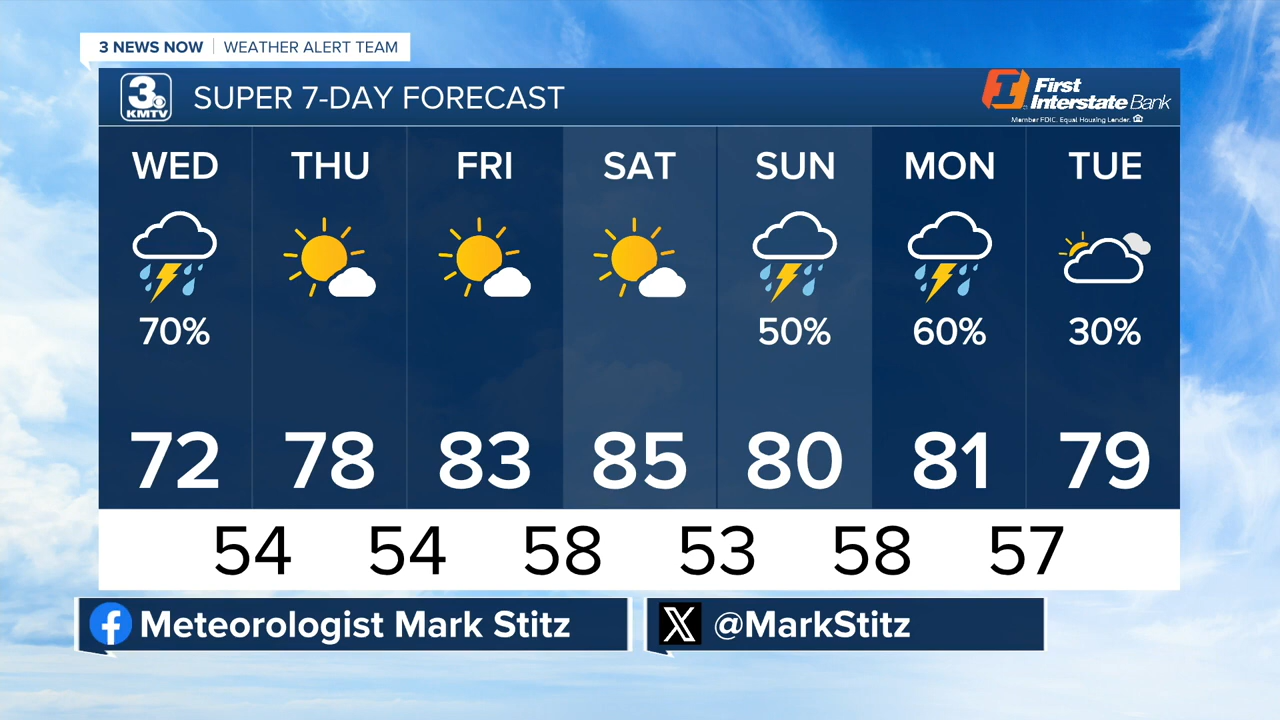 3 NEWS NOW | WEATHER ALERT TEAM
3
KMTV
SUPER 7-DAY FORECAST
First
Interstate Bank
Member FDIC. Equal Housing Lender.
WED THU FRI SAT SUN MON TUE
70% 50% 60% 30%
72 78 83 85 80 81 79
54 54 58 53 58 57
Meteorologist Mark Stitz
@MarkStitz